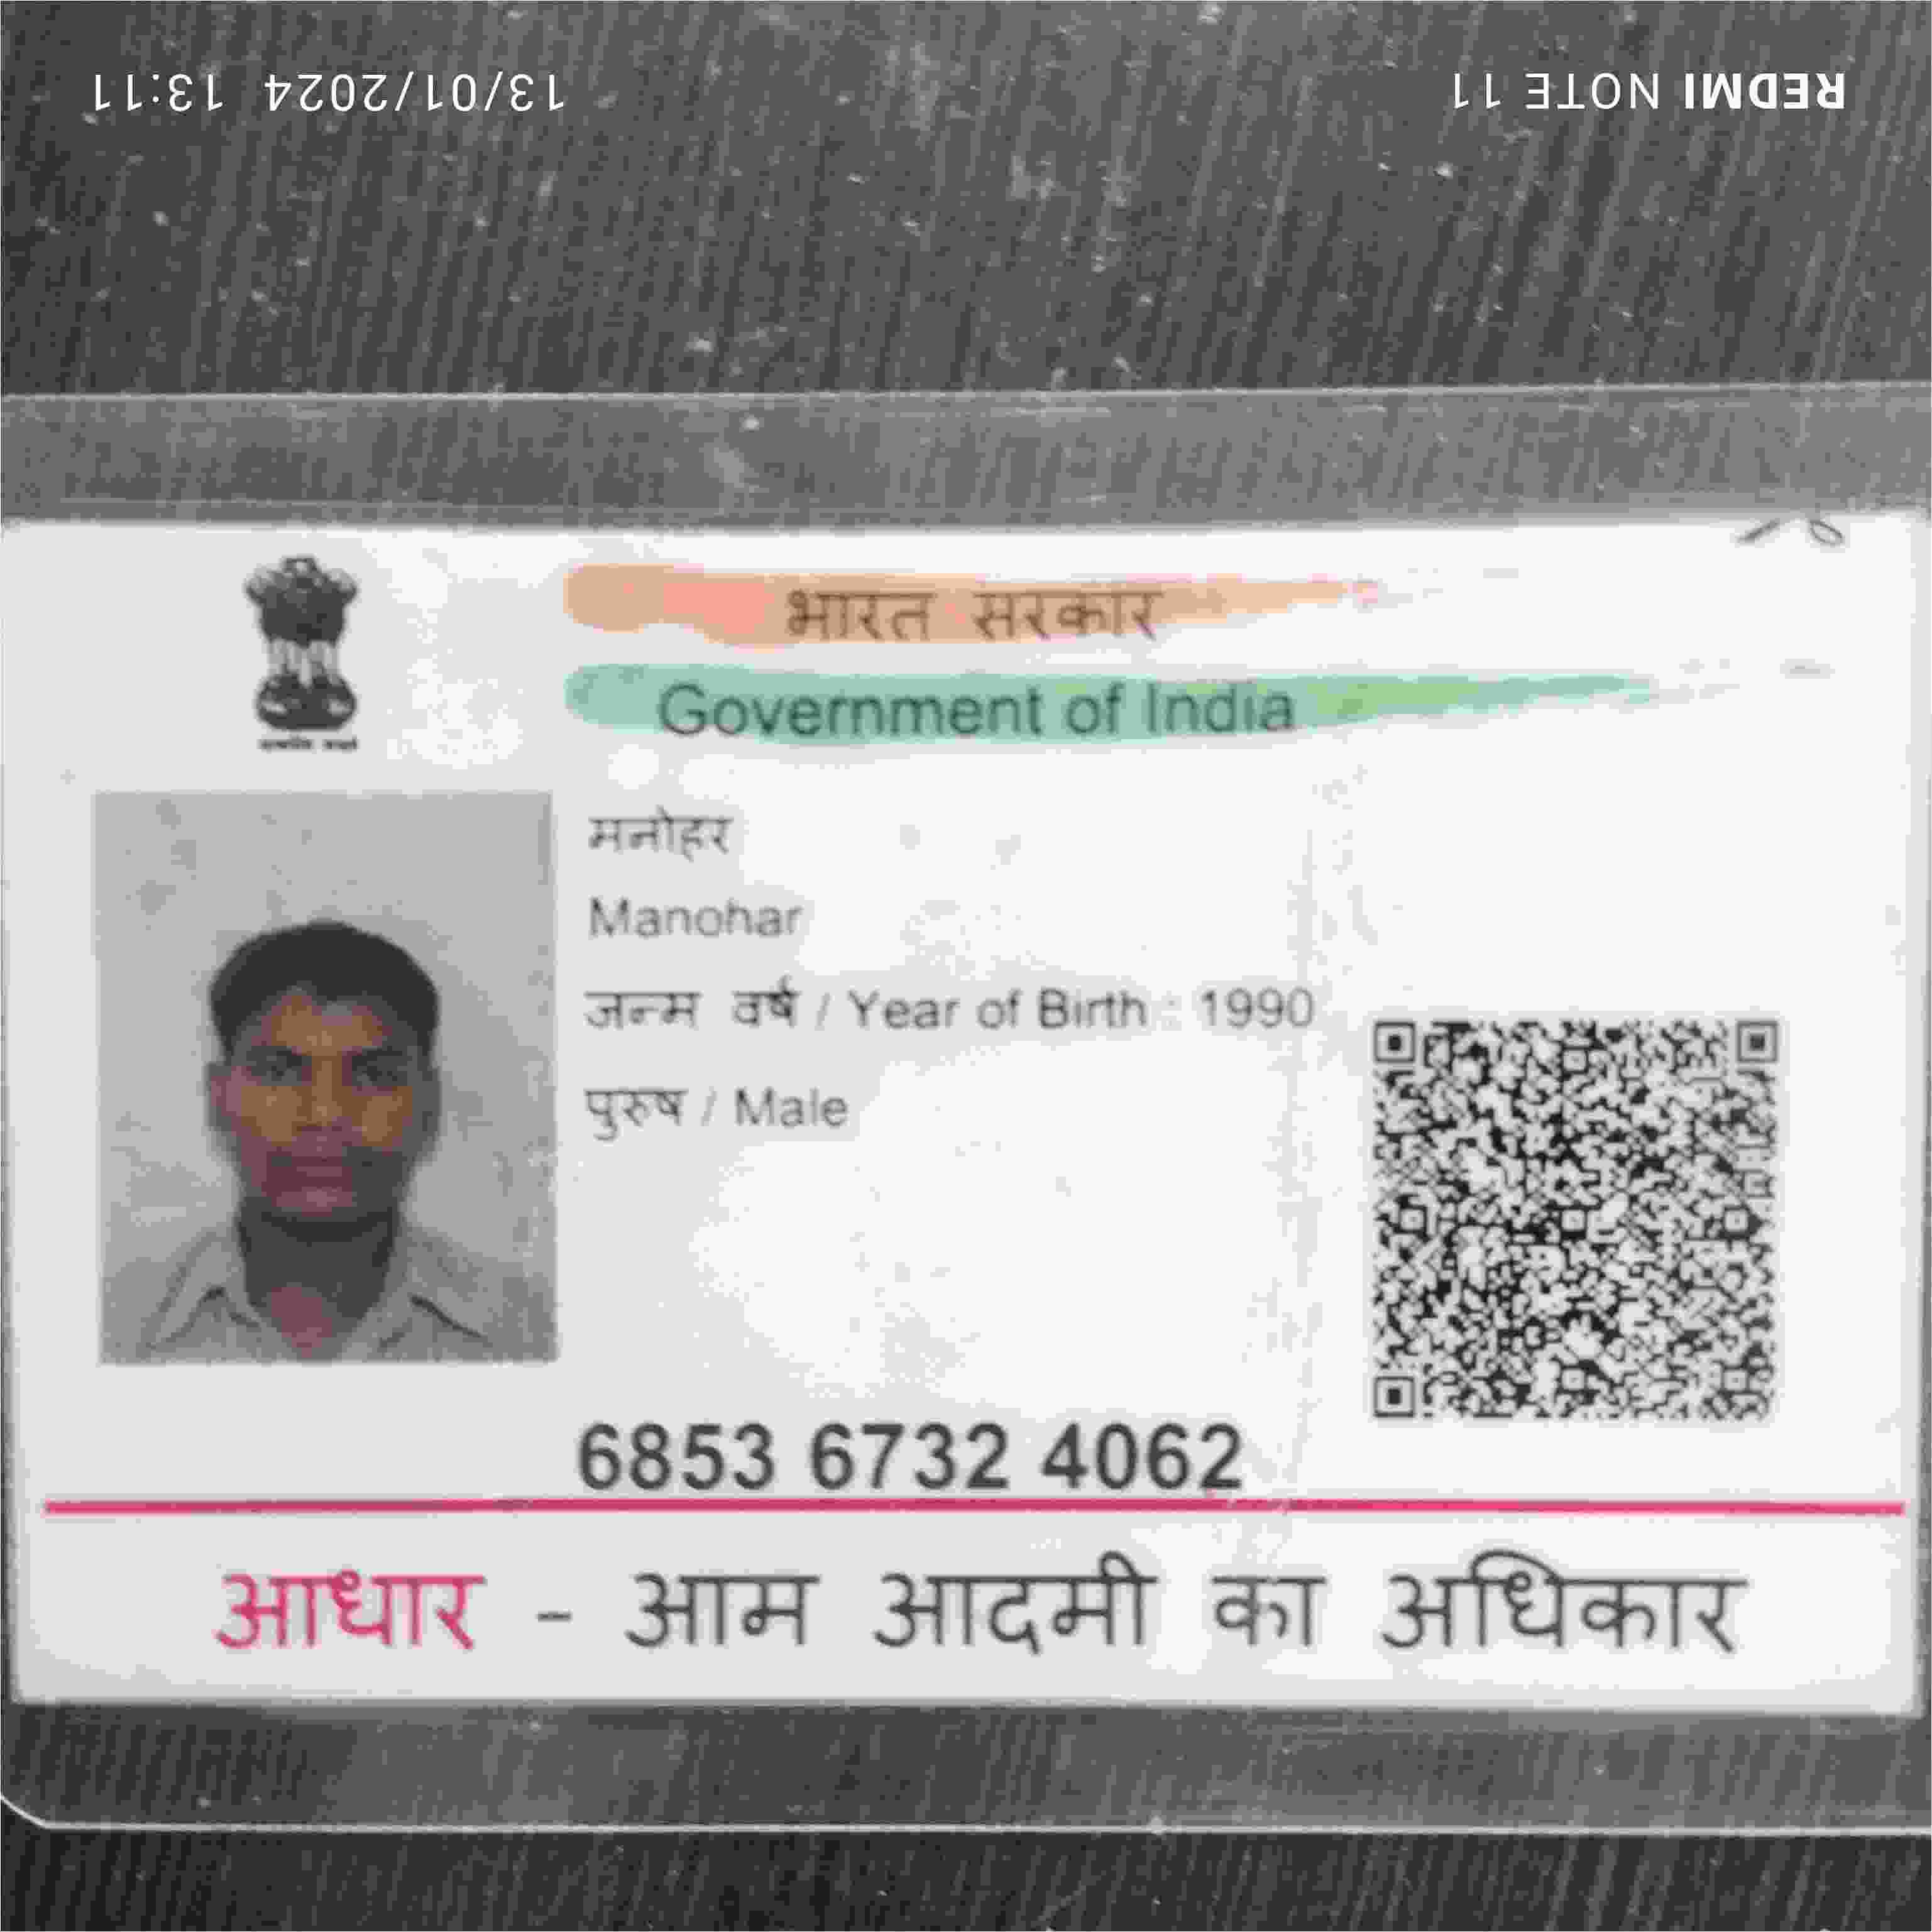 13/01/2024 13:11
REDMI NOTE 11
भारत सरकार
Government of India
मनोहर
Manohar
जन्म वर्ष / Year of Birth : 1990
पुरुष / Male
6853 6732 4062
आधार - आम आदमी का अधिकार